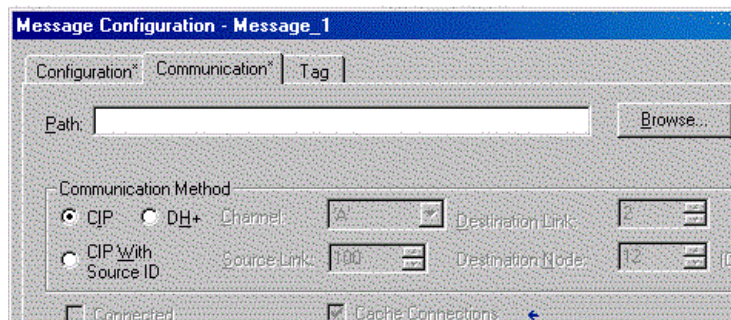 Message Configuration - Message_1
Configuration* Communication* Tag
Path: Browse...
Communication Method
CIP DH+ Channel: 'A' Destination Link: 2
CIP With Source ID Source Link: 100 Destination Node: 12
Connected Cache Connections